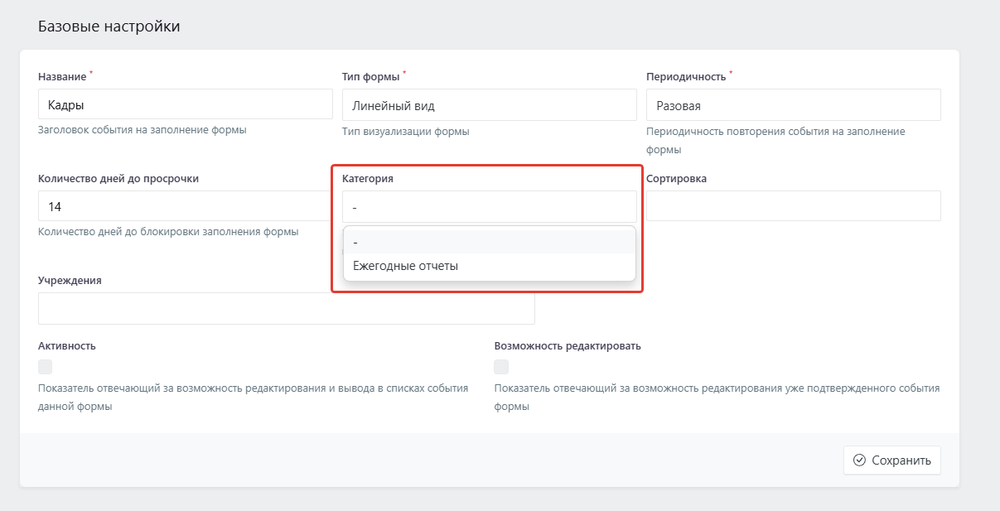 Базовые настройки
Название *
Тип формы *
Периодичность *
Кадры
Линейный вид
Разовая
Заголовок события на заполнение формы
Тип визуализации формы
Периодичность повторения события на заполнение
формы
Количество дней до просрочки
Категория
Сортировка
14
-
Количество дней до блокировки заполнения формы
-
Ежегодные отчеты
Учреждения
Активность
Возможность редактировать
Показатель отвечающий за возможность редактирования и вывода в списках события
данной формы
Показатель отвечающий за возможность редактирования уже подтвержденного события
формы
Сохранить